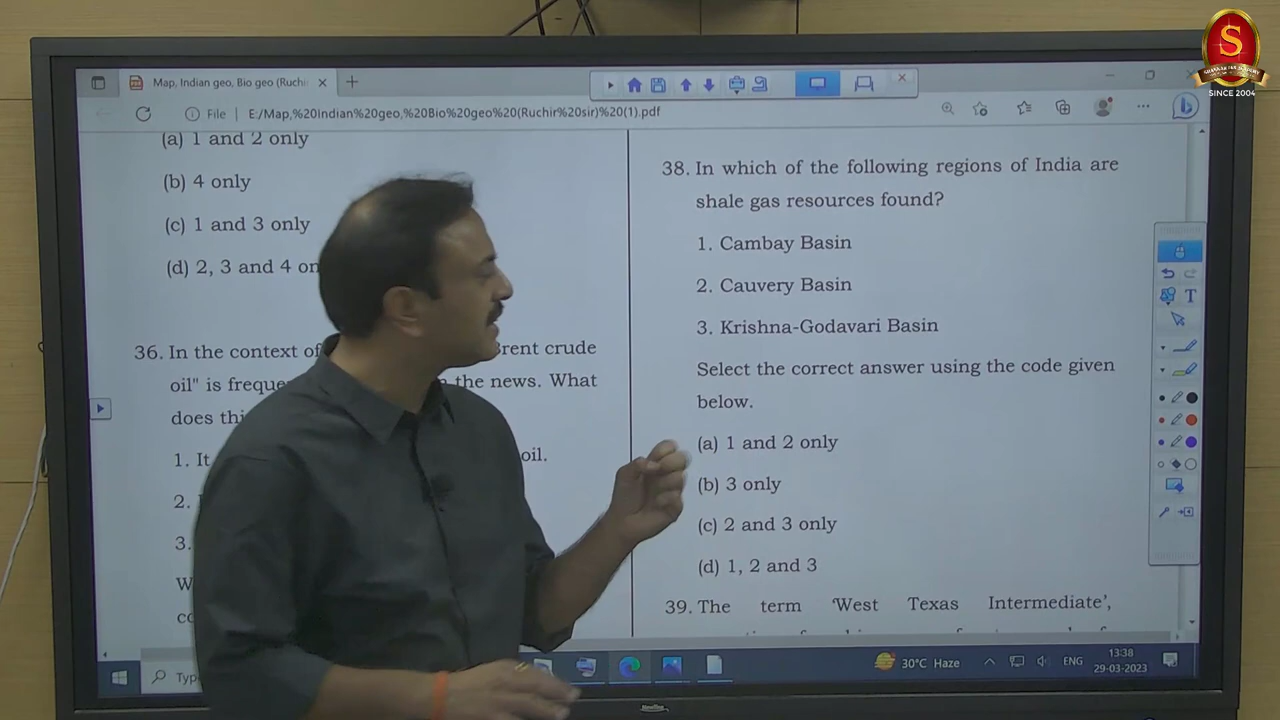 Map, Indian geo, Bio geo (Ruchi
File E:/Map,%20Indian%20geo,%20Bio%20geo%20(Ruchir%20sir)%20(1).pdf
(a) 1 and 2 only
(b) 4 only
(c) 1 and 3 only
(d) 2, 3 and 4 on
36. In the context of Brent crude
oil" is freque the news. What
does thi
1. It oil.
2.
3.
W
co
38. In which of the following regions of India are
shale gas resources found?
1. Cambay Basin
2. Cauvery Basin
3. Krishna-Godavari Basin
Select the correct answer using the code given
below.
(a) 1 and 2 only
(b) 3 only
(c) 2 and 3 only
(d) 1, 2 and 3
39. The term 'West Texas Intermediate',
Typ
30°C Haze
ENG
13:38
29-03-2023
S
SINCE 2004
T